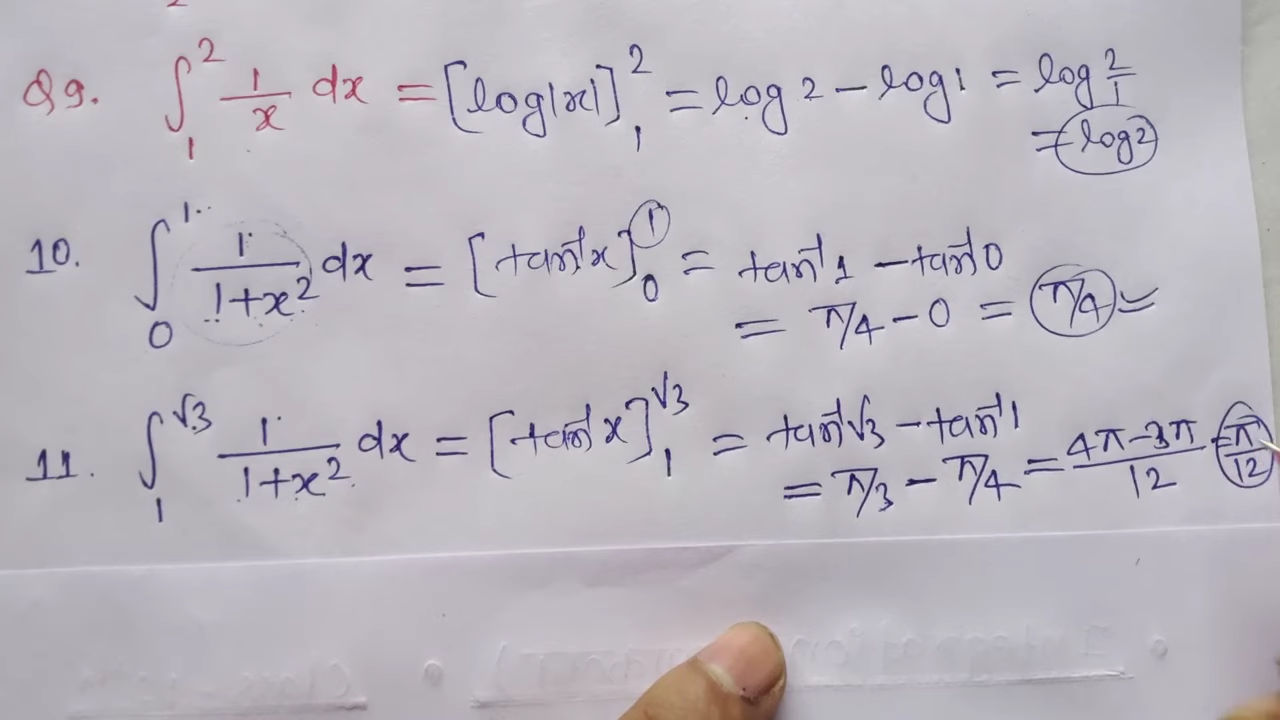 Q9. ∫₁² 1/x dx = [log|x|]₁² = log 2 − log 1 = log 2/1
= log 2
10. ∫₀¹ 1/(1+x²) dx = [tan⁻¹x]₀¹ = tan⁻¹1 − tan⁻¹0
= π/4 − 0 = π/4
11. ∫₁^√3 1/(1+x²) dx = [tan⁻¹x]₁^√3 = tan⁻¹√3 − tan⁻¹1
= π/3 − π/4 = (4π−3π)/12 = π/12